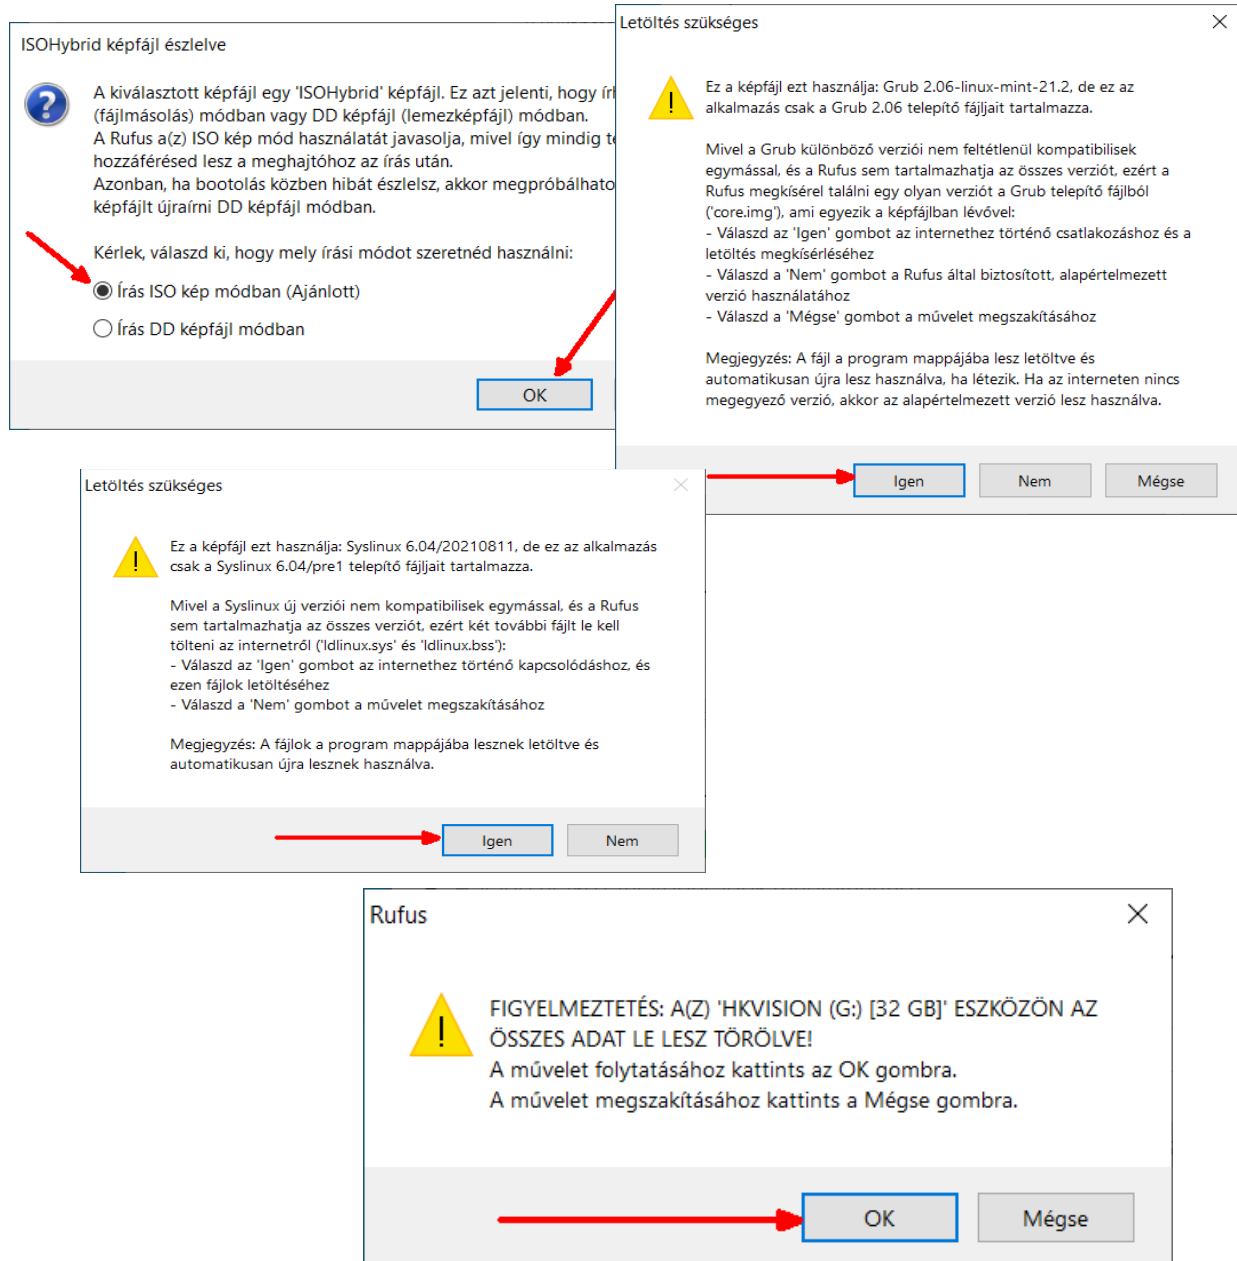 ISOHybrid képfájl észlelve
A kiválasztott képfájl egy 'ISOHybrid' képfájl. Ez azt jelenti, hogy
(fájlmásolás) módban vagy DD képfájl (lemezképfájl) módban.
A Rufus a(z) ISO kép mód használatát javasolja, mivel így mindig
hozzáférésed lesz a meghajtóhoz az írás után.
Azonban, ha bootolás közben hibát észlelsz, akkor
képfájlt újraírni DD képfájl módban.
Kérlek, válaszd ki, hogy mely írási módot szeretnéd használni:
Írás ISO kép módban (Ajánlott)
Írás DD képfájl módban
OK
Letöltés szükséges
Ez a képfájl ezt használja: Grub 2.06-linux-mint-21.2, de ez az
alkalmazás csak a Grub 2.06 telepítő fájljait tartalmazza.
Mivel a Grub különböző verziói nem feltétlenül kompatibilisek
egymással, és a Rufus sem tartalmazhatja az összes verziót, ezért a
Rufus megkísérel találni egy olyan verziót a Grub telepítő fájlból
('core.img'), ami egyezik a képfájlban lévővel:
- Válaszd az 'Igen' gombot az internethez történő csatlakozáshoz és a
letöltés megkísérléséhez
- Válaszd a 'Nem' gombot a Rufus által biztosított, alapértelmezett
verzió használatához
- Válaszd a 'Mégse' gombot a művelet megszakításához
Megjegyzés: A fájl a program mappájába lesz letöltve és
automatikusan újra lesz használva, ha létezik. Ha az interneten nincs
megegyező verzió, akkor az alapértelmezett verzió lesz használva.
Igen
Nem
Mégse
Letöltés szükséges
Ez a képfájl ezt használja: Syslinux 6.04/20210811, de ez az alkalmazás
csak a Syslinux 6.04/pre1 telepítő fájljait tartalmazza.
Mivel a Syslinux új verziói nem kompatibilisek egymással, és a Rufus
sem tartalmazhatja az összes verziót, ezért két további fájlt le kell
tölteni az internetről ('ldlinux.sys' és 'ldlinux.bss'):
- Válaszd az 'Igen' gombot az internethez történő kapcsolódáshoz, és
ezen fájlok letöltéséhez
- Válaszd a 'Nem' gombot a művelet megszakításához
Megjegyzés: A fájlok a program mappájába lesznek letöltve és
automatikusan újra lesznek használva.
Igen
Nem
Rufus
FIGYELMEZTETÉS: A(Z) 'HKVISION (G:) [32 GB]' ESZKÖZÖN AZ
ÖSSZES ADAT LE LESZ TÖRÖLVE!
A művelet folytatásához kattints az OK gombra.
A művelet megszakításához kattints a Mégse gombra.
OK
Mégse